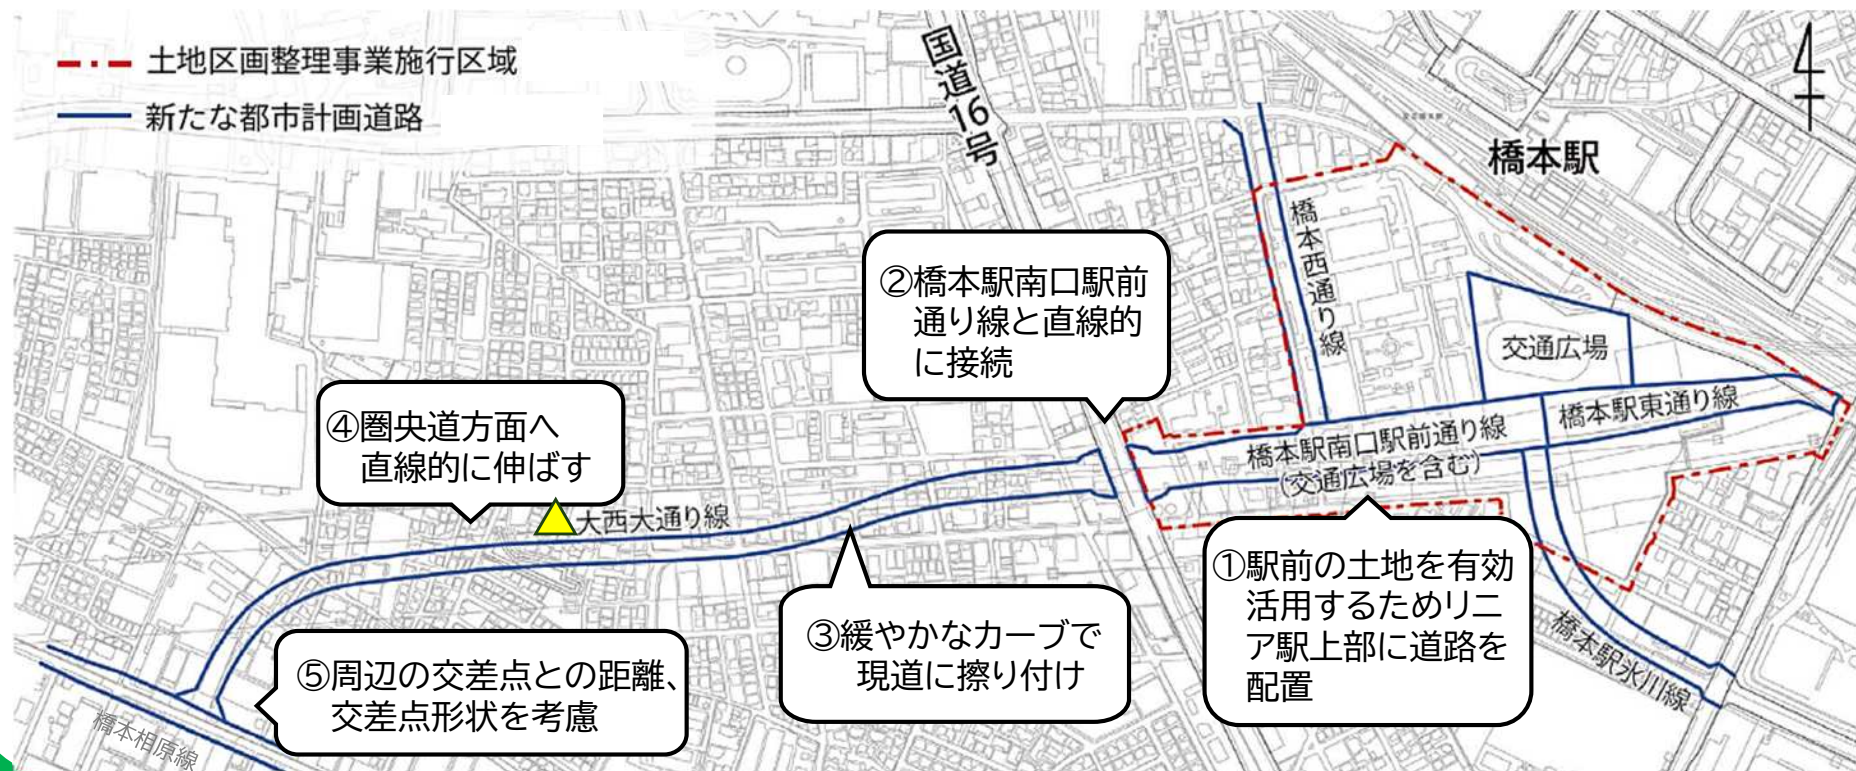 土地区画整理事業施行区域
新たな都市計画道路
国道16号
橋本駅
橋本西通り線
②橋本駅南口駅前
通り線と直線的
に接続
交通広場
④圏央道方面へ
直線的に伸ばす
橋本駅東通り線
橋本駅南口駅前通り線
(交通広場を含む)
大西大通り線
①駅前の土地を有効
活用するためリニ
ア駅上部に道路を
配置
③緩やかなカーブで
現道に擦り付け
橋本駅氷川線
⑤周辺の交差点との距離、
交差点形状を考慮
橋本相原線